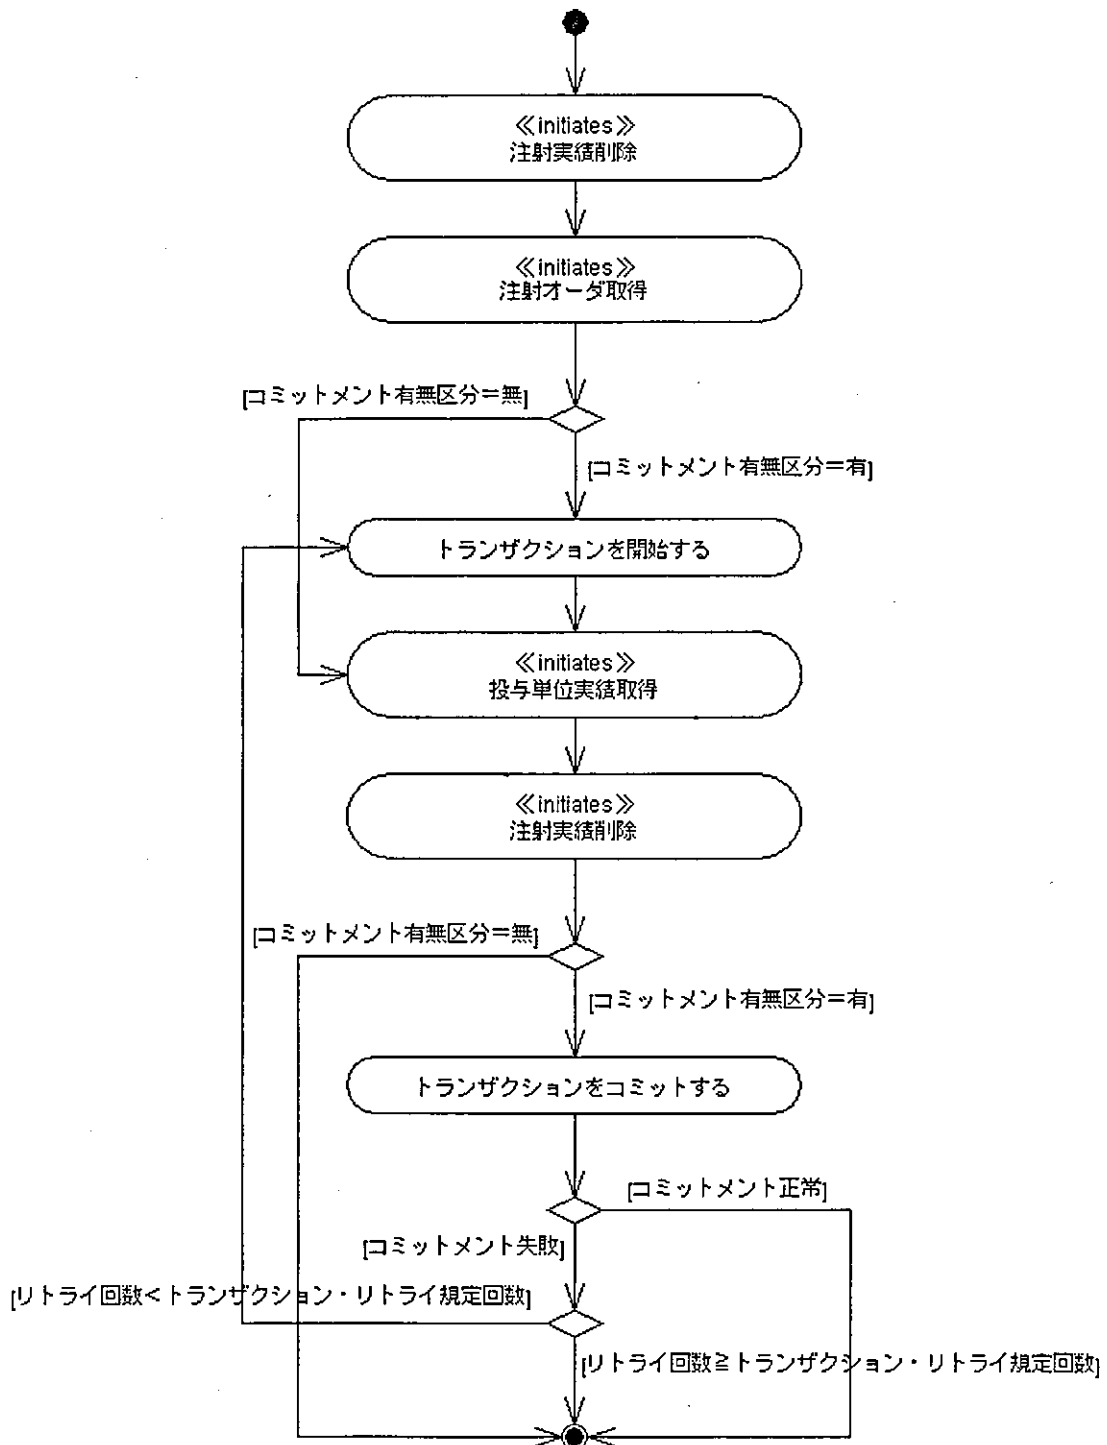 ≪initiates≫
注射実績削除
≪initiates≫
注射オーダ取得
[コミットメント有無区分＝無]
[コミットメント有無区分＝有]
トランザクションを開始する
≪initiates≫
投与単位実績取得
≪initiates≫
注射実績削除
[コミットメント有無区分＝無]
[コミットメント有無区分＝有]
トランザクションをコミットする
[コミットメント正常]
[コミットメント失敗]
[リトライ回数＜トランザクション・リトライ規定回数]
[リトライ回数≧トランザクション・リトライ規定回数]